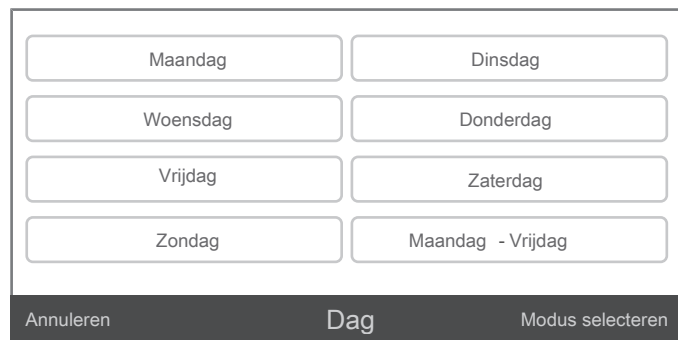 Maandag
Dinsdag
Woensdag
Donderdag
Vrijdag
Zaterdag
Zondag
Maandag - Vrijdag
Annuleren
Dag
Modus selecteren